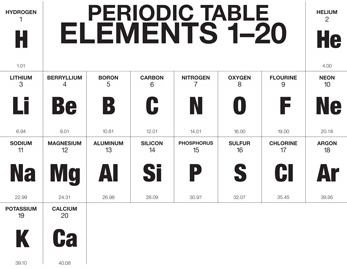 PERIODIC TABLE
ELEMENTS 1–20
HYDROGEN
1
H
1.01
HELIUM
2
He
4.00
LITHIUM
3
Li
6.94
BERRYLLIUM
4
Be
9.01
BORON
5
B
10.81
CARBON
6
C
12.01
NITROGEN
7
N
14.01
OXYGEN
8
O
16.00
FLOURINE
9
F
19.00
NEON
10
Ne
20.18
SODIUM
11
Na
22.99
MAGNESIUM
12
Mg
24.31
ALUMINUM
13
Al
26.98
SILICON
14
Si
28.09
PHOSPHORUS
15
P
30.97
SULFUR
16
S
32.07
CHLORINE
17
Cl
35.45
ARGON
18
Ar
39.95
POTASSIUM
19
K
39.10
CALCIUM
20
Ca
40.08